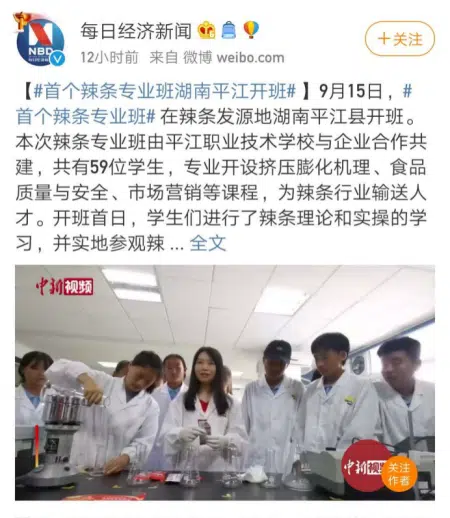 NBD
每日经济新闻
12小时前 来自 微博 weibo.com
+关注
【#首个辣条专业班湖南平江开班# 】9月15日，#
首个辣条专业班# 在辣条发源地湖南平江县开班。
本次辣条专业班由平江职业技术学校与企业合作共
建，共有59位学生，专业开设挤压膨化机理、食品
质量与安全、市场营销等课程，为辣条行业输送人
才。开班首日，学生们进行了辣条理论和实操的学
习，并实地参观辣 ... 全文
中新视频
中新视频
关注
作者